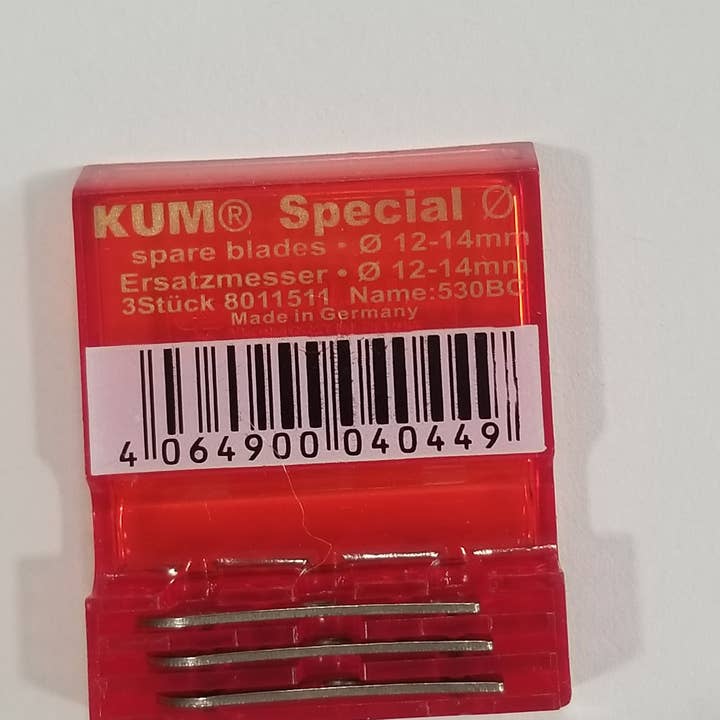 KUM® Special Ø
spare blades • Ø 12-14mm
Ersatzmesser • Ø 12-14mm
3Stück 8011511 Name:530BC
Made in Germany
4 064900 040449